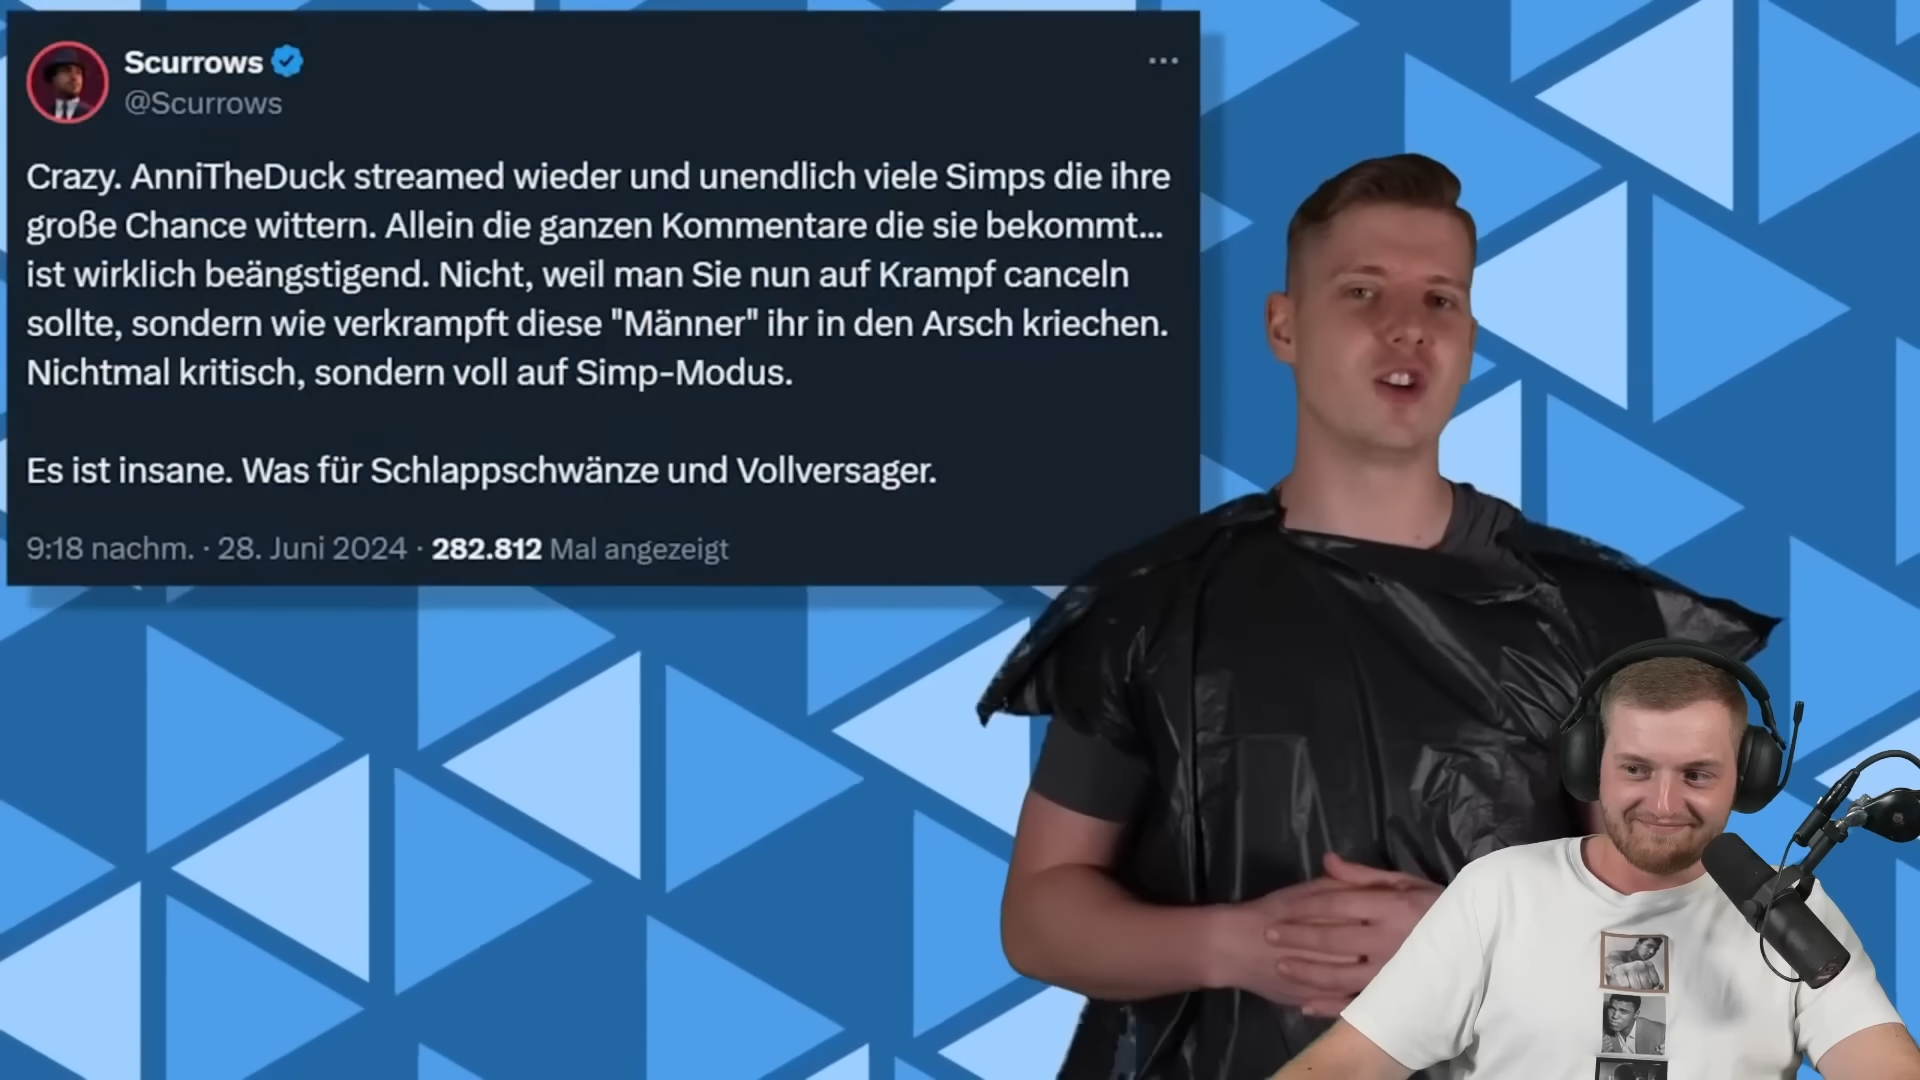 Scurrows
@Scurrows
Crazy. AnniTheDuck streamed wieder und unendlich viele Simps die ihre
große Chance wittern. Allein die ganzen Kommentare die sie bekommt...
ist wirklich beängstigend. Nicht, weil man Sie nun auf Krampf canceln
sollte, sondern wie verkrampft diese "Männer" ihr in den Arsch kriechen.
Nichtmal kritisch, sondern voll auf Simp-Modus.
Es ist insane. Was für Schlappschwänze und Vollversager.
9:18 nachm. · 28. Juni 2024 · 282.812 Mal angezeigt